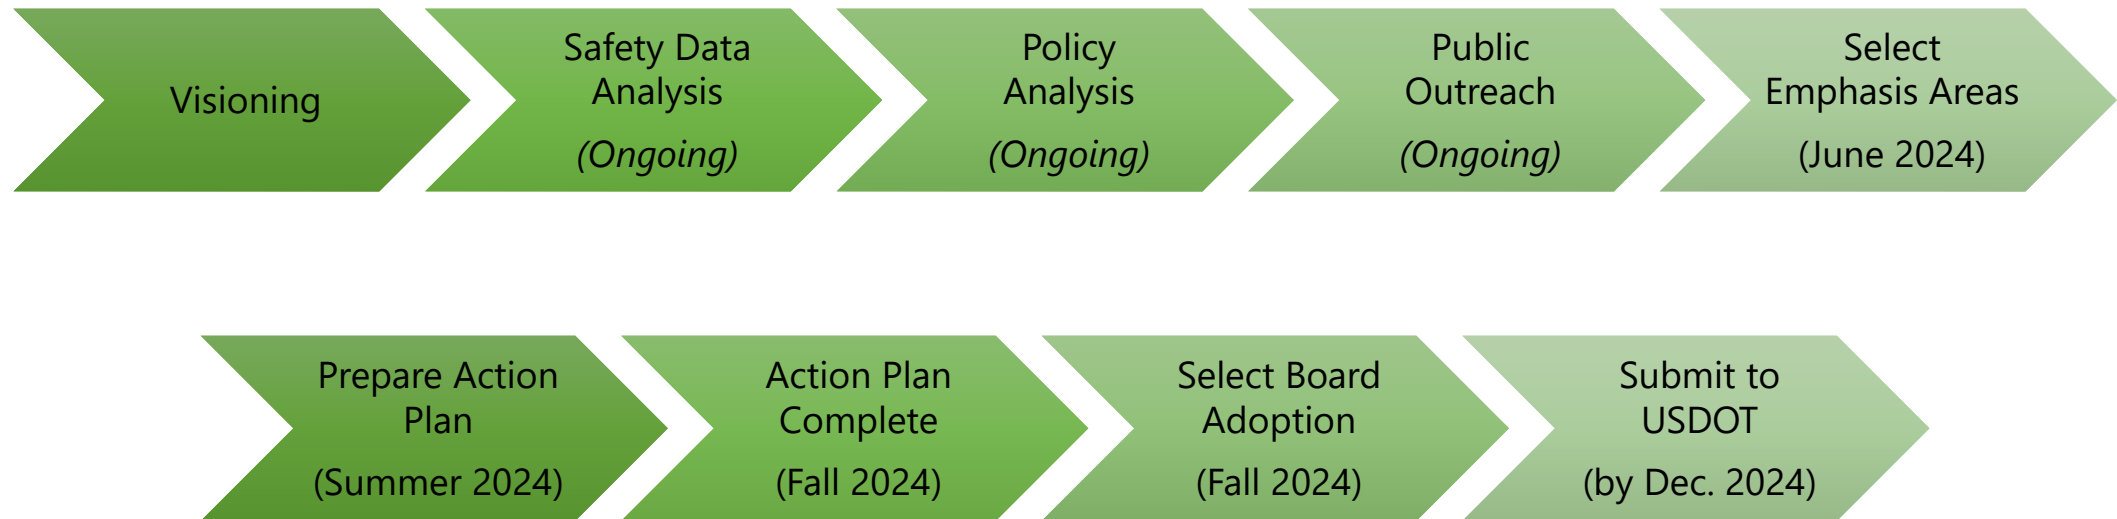 Visioning
Safety Data
Analysis
(Ongoing)
Policy
Analysis
(Ongoing)
Public
Outreach
(Ongoing)
Select
Emphasis Areas
(June 2024)
Prepare Action
Plan
(Summer 2024)
Action Plan
Complete
(Fall 2024)
Select Board
Adoption
(Fall 2024)
Submit to
USDOT
(by Dec. 2024)